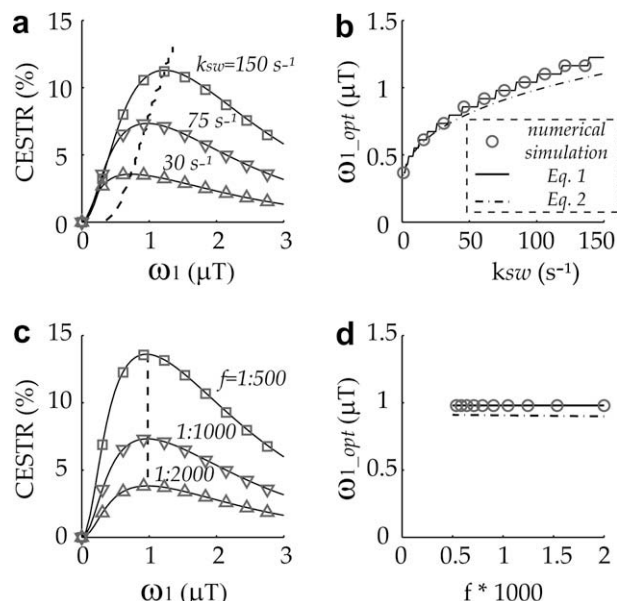 a
CESTR (%)
15
10
5
0
ksw=150 s-1
75 s-1
30 s-1
0 1 2 3
ω1 (μT)
b
ω1_opt (μT)
1.5
1
0.5
0
numerical
simulation
Eq. 1
Eq. 2
0 50 100 150
ksw (s-1)
c
CESTR (%)
15
10
5
0
f=1:500
1:1000
1:2000
0 1 2 3
ω1 (μT)
d
ω1_opt (μT)
1.5
1
0.5
0 0.5 1 1.5 2
f * 1000